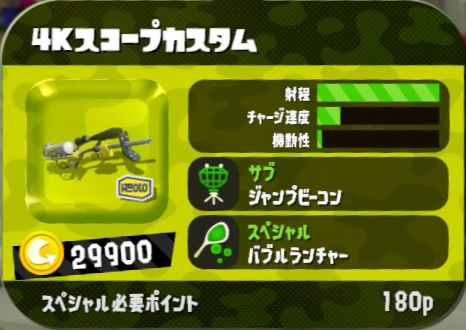 4Kスコープカスタム
射程
チャージ速度
機動性
サブ
ジャンプビーコン
スペシャル
バブルランチャー
29900
スペシャル必要ポイント 180p